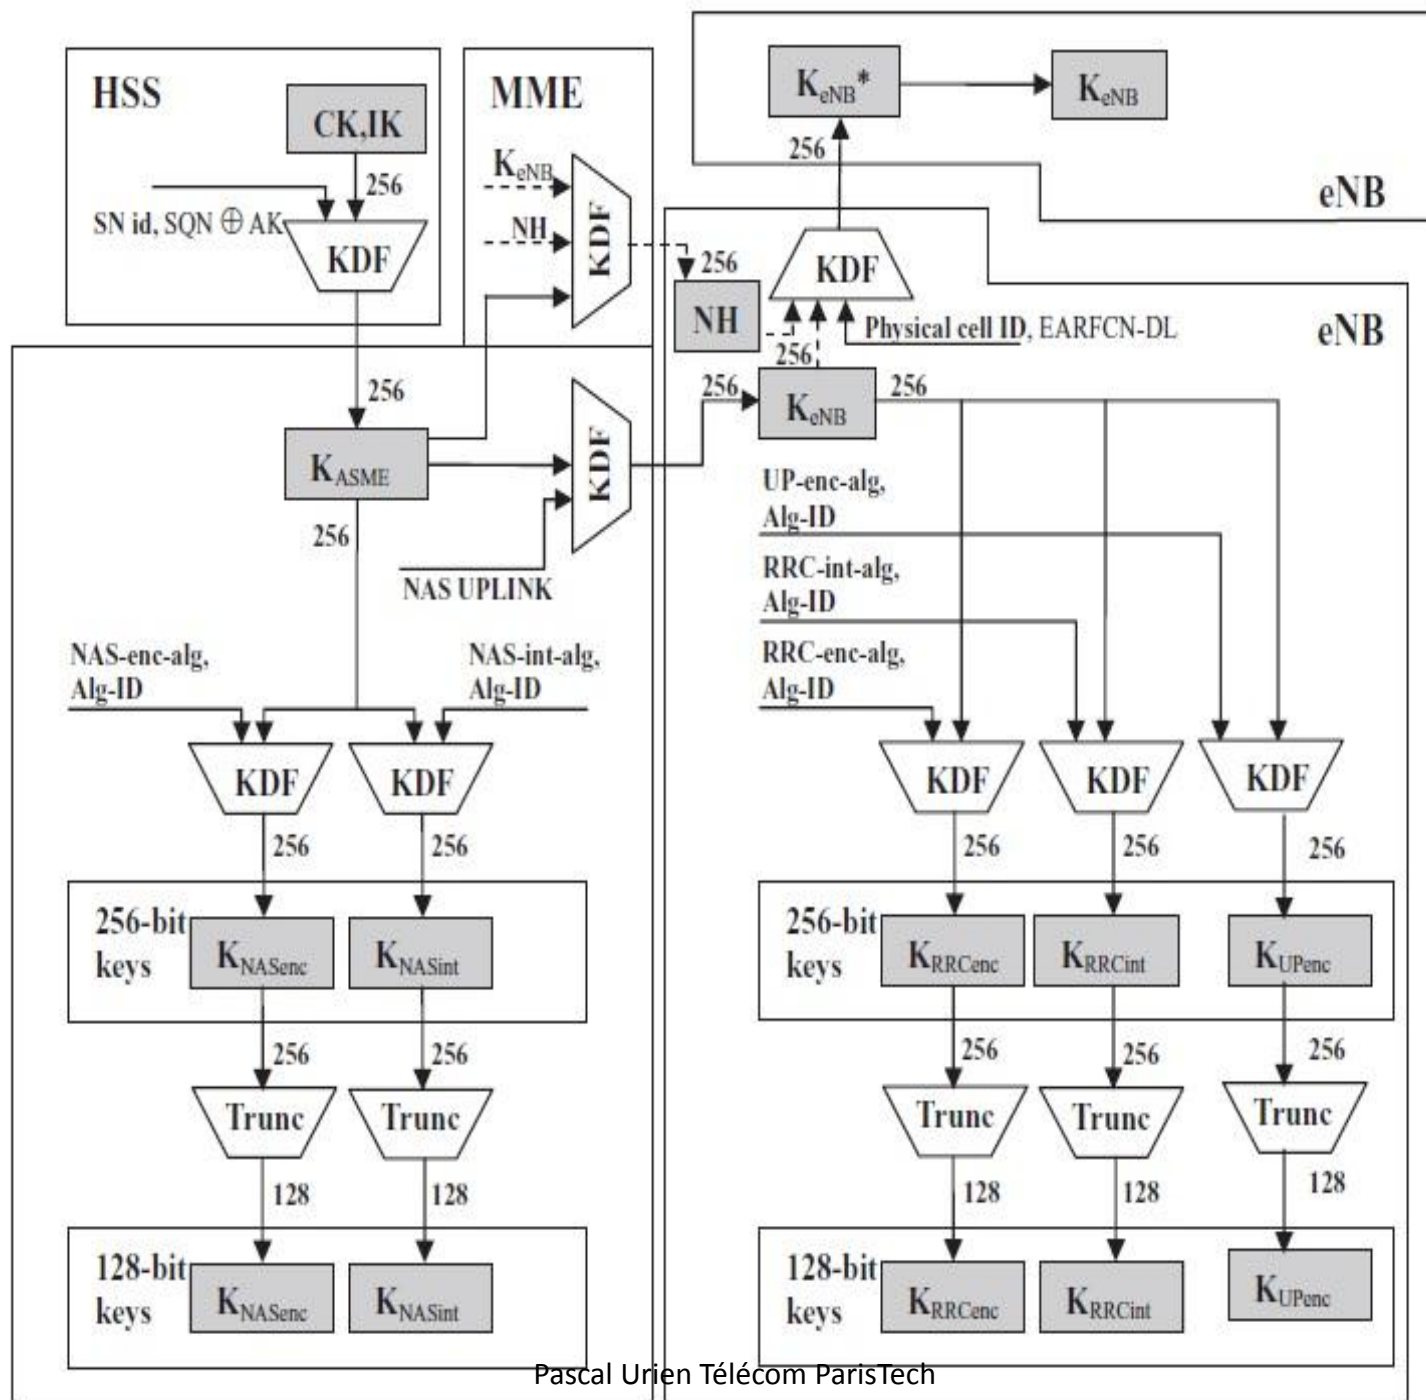 HSS
CK,IK
256
SN id, SQN ⊕ AK
KDF
256
MME
KeNB
NH
KDF
256
NH
KeNB*
KeNB
256
eNB
KDF
Physical cell ID, EARFCN-DL
eNB
256
256
KeNB
256
KASME
256
KDF
NAS UPLINK
NAS-enc-alg,
Alg-ID
NAS-int-alg,
Alg-ID
KDF
KDF
256
256
256-bit
keys
KNASenc
KNASint
256
256
Trunc
Trunc
128
128
128-bit
keys
KNASenc
KNASint
UP-enc-alg,
Alg-ID
RRC-int-alg,
Alg-ID
RRC-enc-alg,
Alg-ID
KDF
KDF
KDF
256
256
256
256-bit
keys
KRRCenc
KRRCint
KUPenc
256
256
256
Trunc
Trunc
Trunc
128
128
128
128-bit
keys
KRRCenc
KRRCint
KUPenc
Pascal Urien Télécom ParisTech